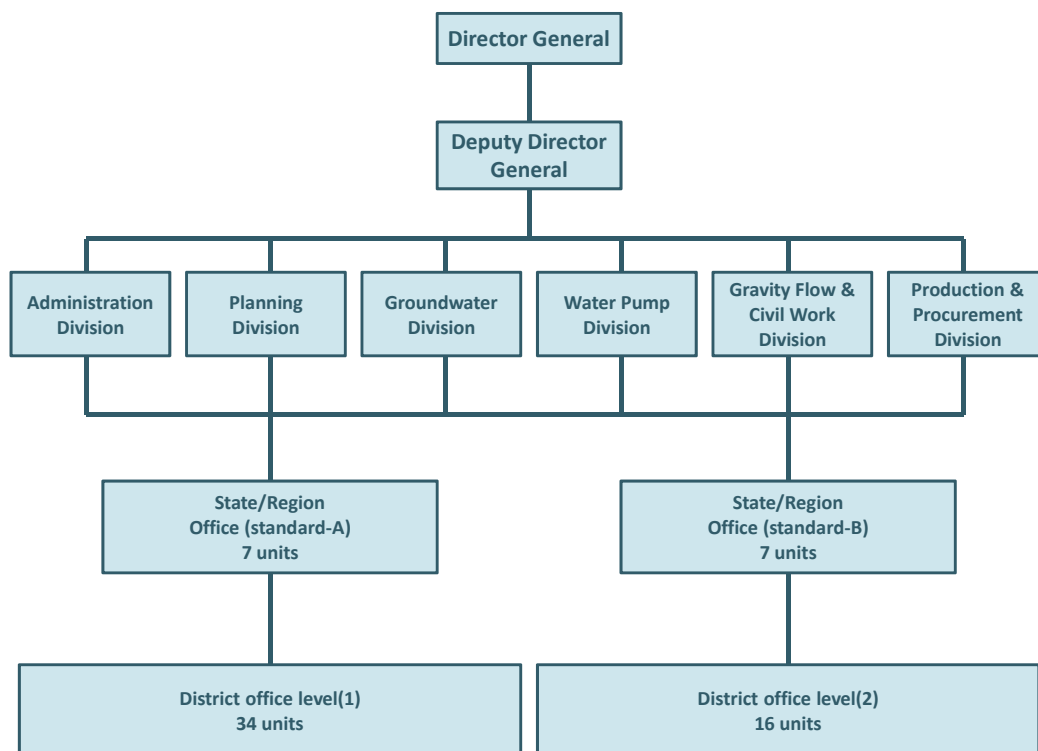 Director General
Deputy Director
General
Administration
Division
Planning
Division
Groundwater
Division
Water Pump
Division
Gravity Flow &
Civil Work
Division
Production &
Procurement
Division
State/Region
Office (standard-A)
7 units
State/Region
Office (standard-B)
7 units
District office level(1)
34 units
District office level(2)
16 units